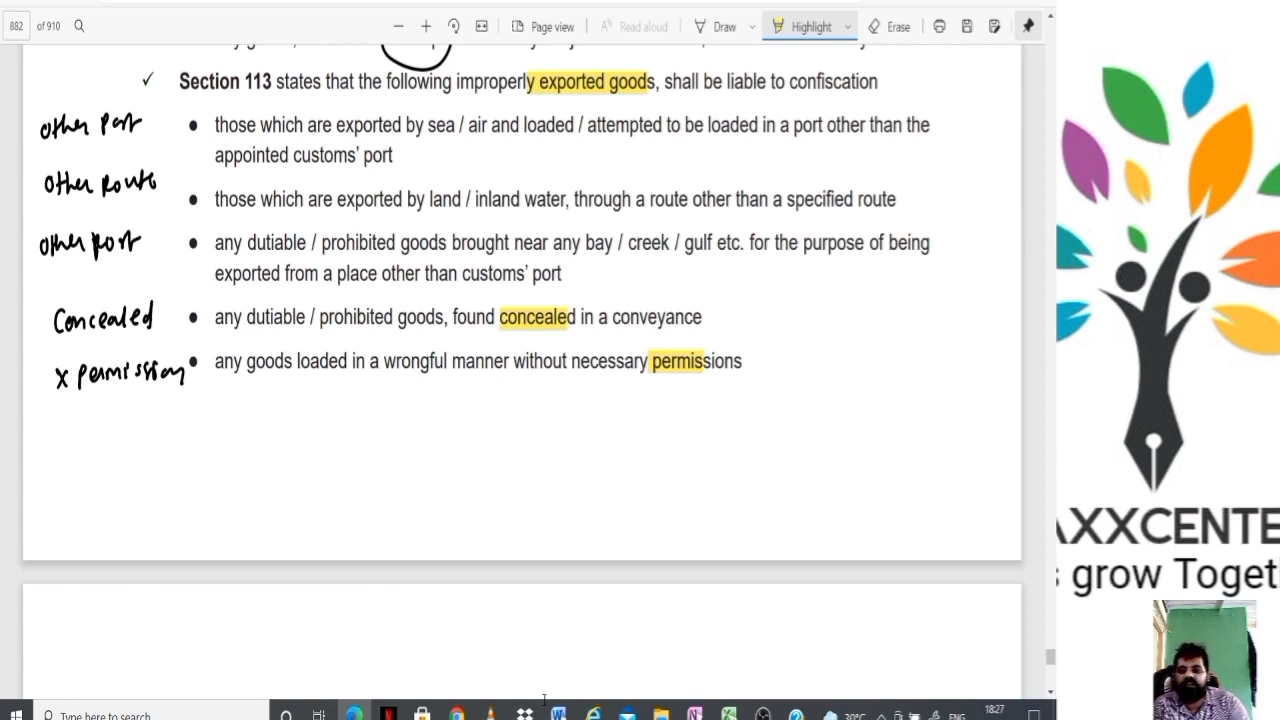 882 of 910 Page view Read aloud Draw Highlight Erase
✓ Section 113 states that the following improperly exported goods, shall be liable to confiscation
Other Port
• those which are exported by sea / air and loaded / attempted to be loaded in a port other than the
appointed customs' port
Other Route
• those which are exported by land / inland water, through a route other than a specified route
Other port
• any dutiable / prohibited goods brought near any bay / creek / gulf etc. for the purpose of being
exported from a place other than customs' port
Concealed
• any dutiable / prohibited goods, found concealed in a conveyance
x Permission
• any goods loaded in a wrongful manner without necessary permissions
AXXCENTE
s grow Togeth
Type here to search 30°C ENG 18:27